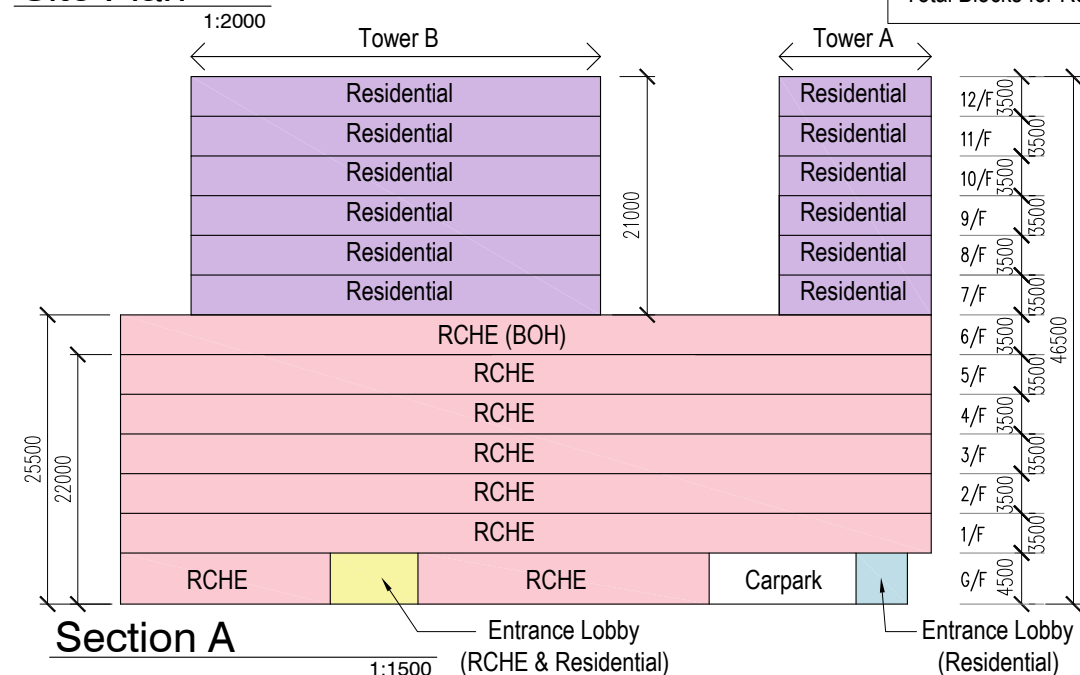 1:2000
Tower B
Tower A
Residential
Residential
12/F
3500
Residential
Residential
11/F
3500
Residential
Residential
10/F
3500
Residential
Residential
9/F
3500
21000
Residential
Residential
8/F
3500
Residential
Residential
7/F
3500
RCHE (BOH)
6/F
3500
46500
RCHE
5/F
3500
RCHE
4/F
3500
25500
22000
RCHE
3/F
3500
RCHE
2/F
3500
RCHE
1/F
3500
RCHE
RCHE
Carpark
G/F
4500
Section A
1:1500
Entrance Lobby
(RCHE & Residential)
Entrance Lobby
(Residential)